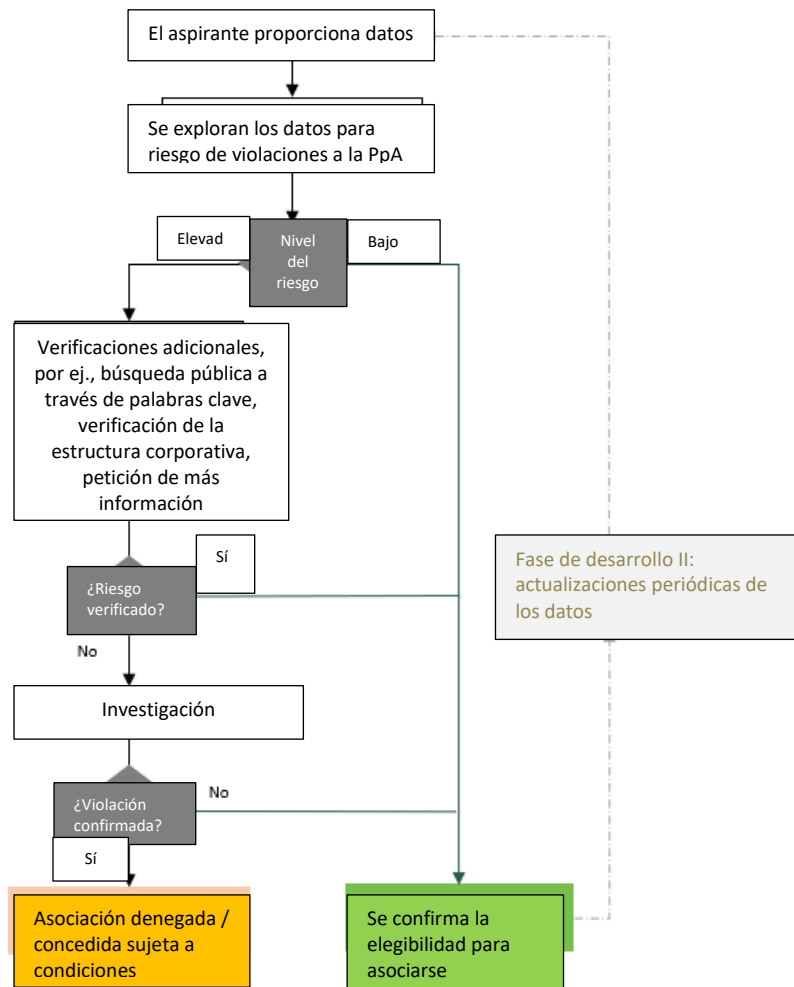 El aspirante proporciona datos
Se exploran los datos para
riesgo de violaciones a la PpA
Elevad
Nivel
del
riesgo
Bajo
Verificaciones adicionales,
por ej., búsqueda pública a
través de palabras clave,
verificación de la
estructura corporativa,
petición de más
información
Sí
¿Riesgo
verificado?
No
Fase de desarrollo II:
actualizaciones periódicas de
los datos
Investigación
¿Violación
confirmada?
No
Sí
Asociación denegada /
concedida sujeta a
condiciones
Se confirma la
elegibilidad para
asociarse